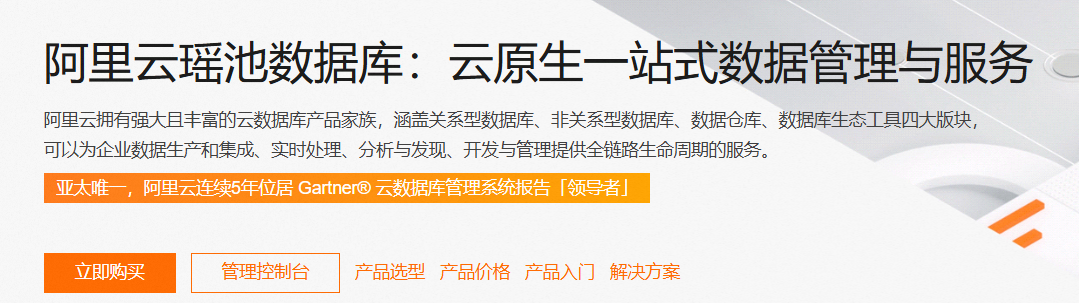 阿里云瑶池数据库：云原生一站式数据管理与服务
阿里云拥有强大且丰富的云数据库产品家族，涵盖关系型数据库、非关系型数据库、数据仓库、数据库生态工具四大版块，
可以为企业数据生产和集成、实时处理、分析与发现、开发与管理提供全链路生命周期的服务。
亚太唯一，阿里云连续5年位居 Gartner® 云数据库管理系统报告「领导者」
立即购买 管理控制台 产品选型 产品价格 产品入门 解决方案